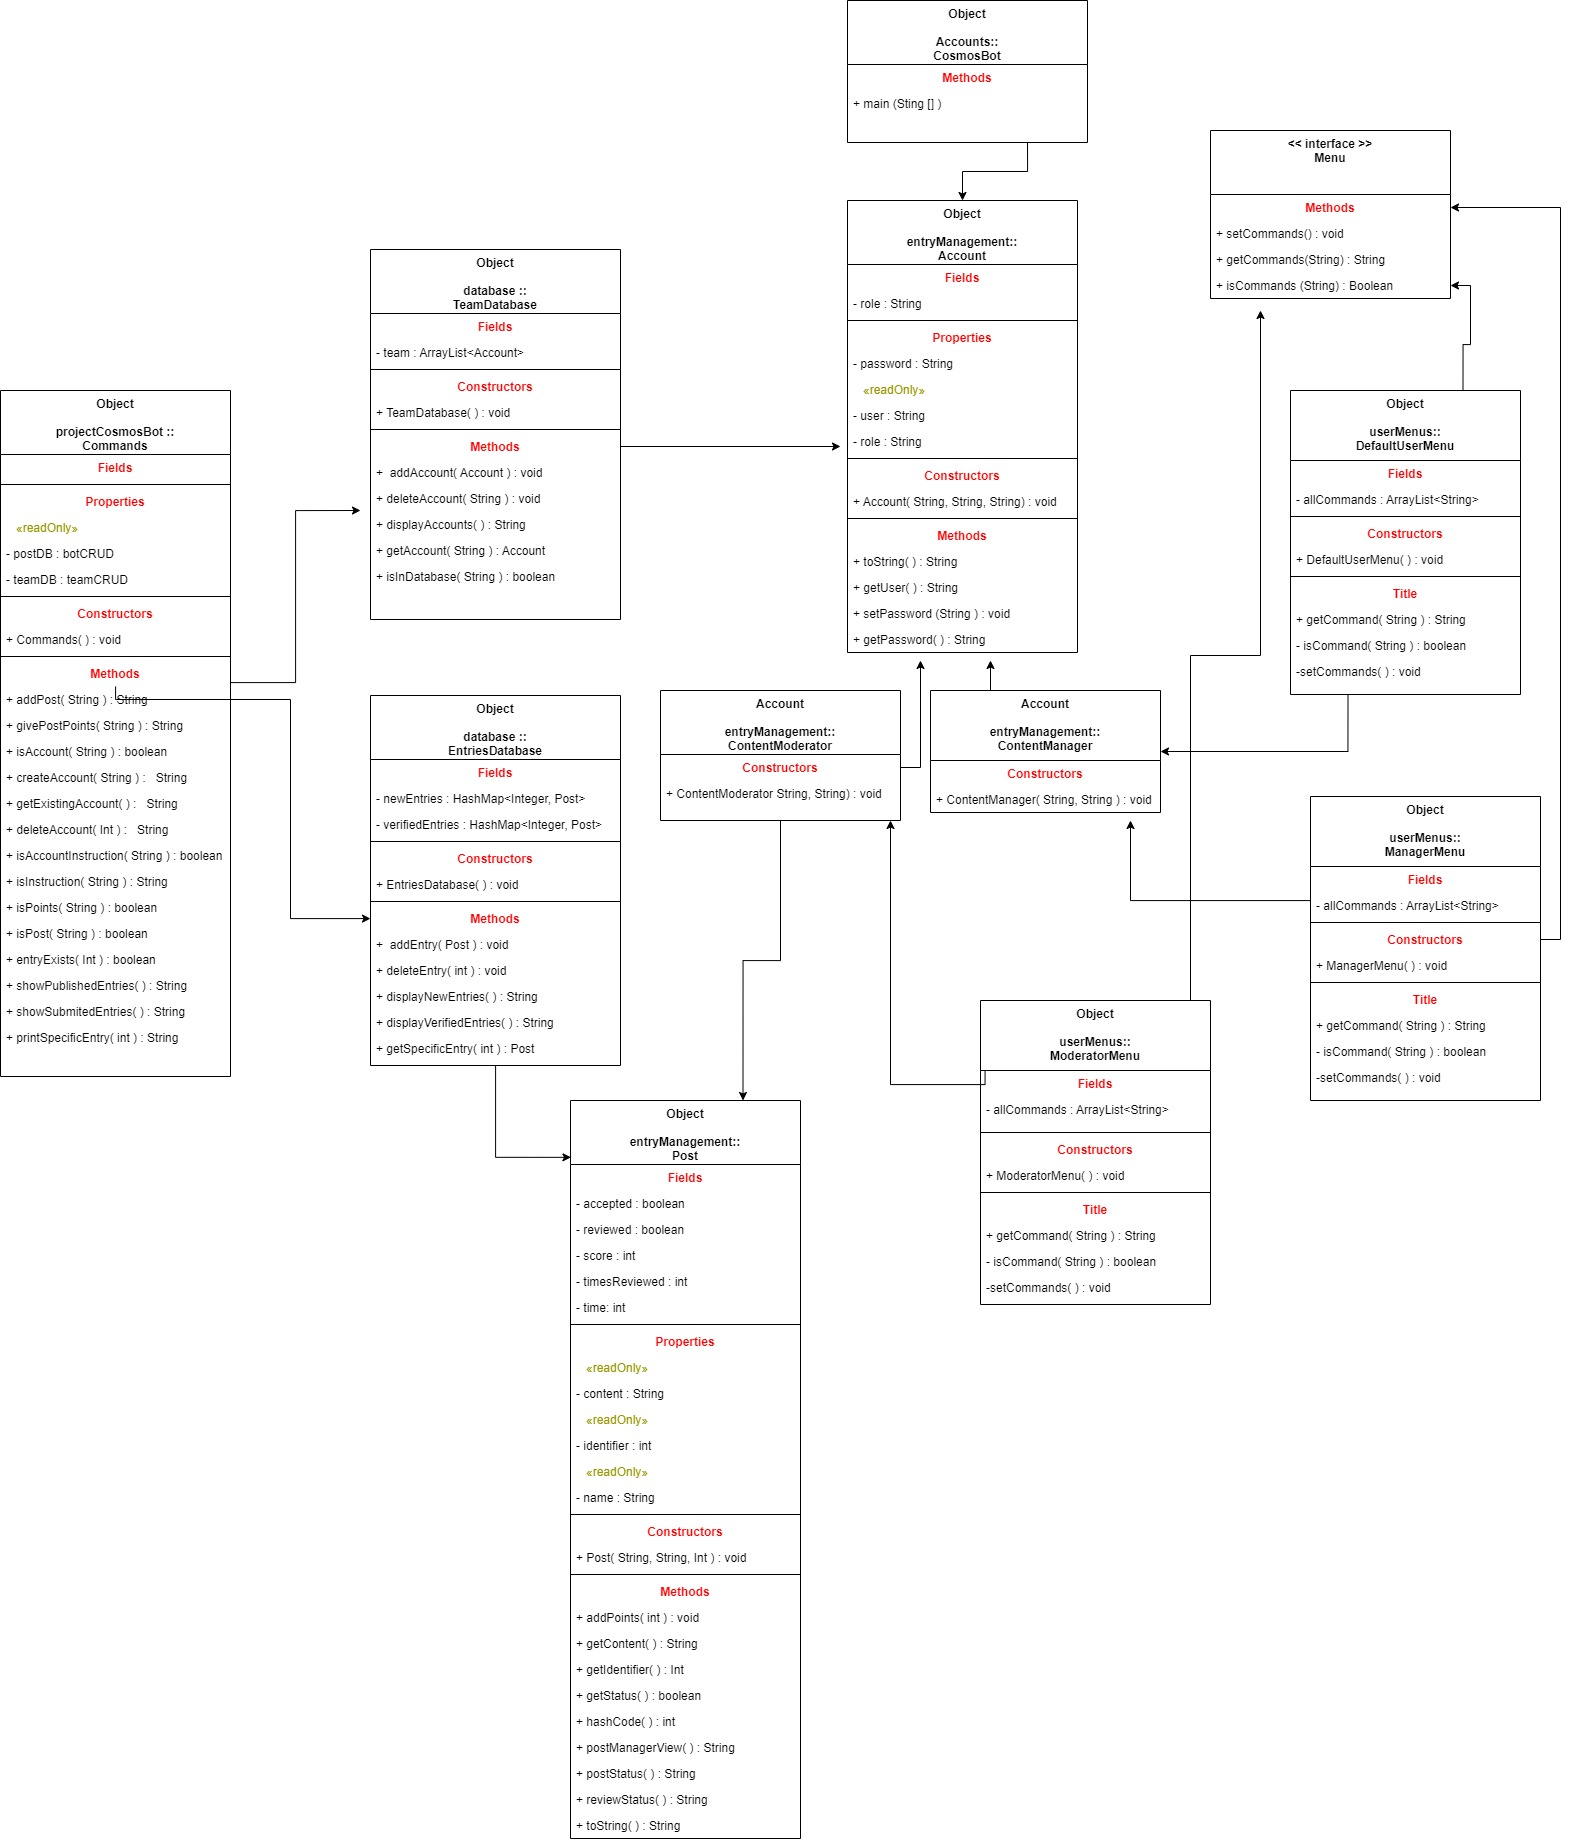 Object
Accounts::
CosmosBot
Methods
+ main (Sting [] )
<< interface >>
Menu
Methods
+ setCommands() : void
+ getCommands(String) : String
+ isCommands (String) : Boolean
Object
entryManagement::
Account
Fields
- role : String
Properties
- password : String
«readOnly»
- user : String
- role : String
Constructors
+ Account( String, String, String) : void
Methods
+ toString( ) : String
+ getUser( ) : String
+ setPassword (String ) : void
+ getPassword( ) : String
Object
database ::
TeamDatabase
Fields
- team : ArrayList<Account>
Constructors
+ TeamDatabase( ) : void
Methods
+  addAccount( Account ) : void
+ deleteAccount( String ) : void
+ displayAccounts( ) : String
+ getAccount( String ) : Account
+ isInDatabase( String ) : boolean
Object
projectCosmosBot ::
Commands
Fields
Properties
«readOnly»
- postDB : botCRUD
- teamDB : teamCRUD
Constructors
+ Commands( ) : void
Methods
+ addPost( String ) : String
+ givePostPoints( String ) : String
+ isAccount( String ) : boolean
+ createAccount( String ) :   String
+ getExistingAccount( ) :   String
+ deleteAccount( Int ) :   String
+ isAccountInstruction( String ) : boolean
+ isInstruction( String ) : String
+ isPoints( String ) : boolean
+ isPost( String ) : boolean
+ entryExists( Int ) : boolean
+ showPublishedEntries( ) : String
+ showSubmitedEntries( ) : String
+ printSpecificEntry( int ) : String
Object
userMenus::
DefaultUserMenu
Fields
- allCommands : ArrayList<String>
Constructors
+ DefaultUserMenu( ) : void
Title
+ getCommand( String ) : String
- isCommand( String ) : boolean
-setCommands( ) : void
Object
database ::
EntriesDatabase
Fields
- newEntries : HashMap<Integer, Post>
- verifiedEntries : HashMap<Integer, Post>
Constructors
+ EntriesDatabase( ) : void
Methods
+  addEntry( Post ) : void
+ deleteEntry( int ) : void
+ displayNewEntries( ) : String
+ displayVerifiedEntries( ) : String
+ getSpecificEntry( int ) : Post
Account
entryManagement::
ContentModerator
Constructors
+ ContentModerator String, String) : void
Account
entryManagement::
ContentManager
Constructors
+ ContentManager( String, String ) : void
Object
userMenus::
ManagerMenu
Fields
- allCommands : ArrayList<String>
Constructors
+ ManagerMenu( ) : void
Title
+ getCommand( String ) : String
- isCommand( String ) : boolean
-setCommands( ) : void
Object
userMenus::
ModeratorMenu
Fields
- allCommands : ArrayList<String>
Constructors
+ ModeratorMenu( ) : void
Title
+ getCommand( String ) : String
- isCommand( String ) : boolean
-setCommands( ) : void
Object
entryManagement::
Post
Fields
- accepted : boolean
- reviewed : boolean
- score : int
- timesReviewed : int
- time: int
Properties
«readOnly»
- content : String
«readOnly»
- identifier : int
«readOnly»
- name : String
Constructors
+ Post( String, String, Int ) : void
Methods
+ addPoints( int ) : void
+ getContent( ) : String
+ getIdentifier( ) : Int
+ getStatus( ) : boolean
+ hashCode( ) : int
+ postManagerView( ) : String
+ postStatus( ) : String
+ reviewStatus( ) : String
+ toString( ) : String